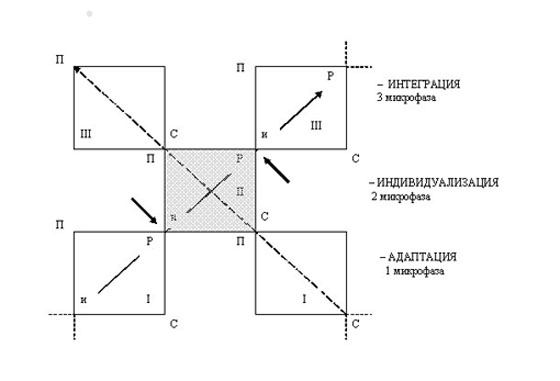 П П
Р
– ИНТЕГРАЦИЯ
3 микрофаза
III С и III
П Р С
–ИНДИВИДУАЛИЗАЦИЯ
II 2 микрофаза
П и С
Р П
– АДАПТАЦИЯ
1 микрофаза
и I I
С С